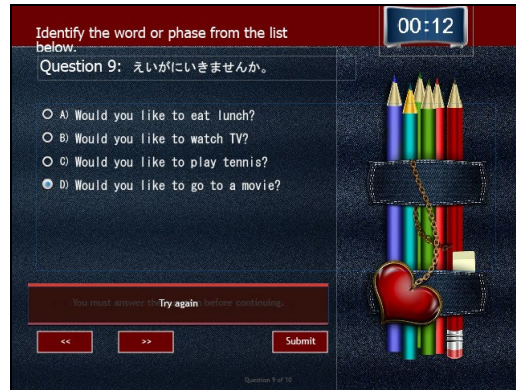 00:12
Identify the word or phase from the list
below.
Question 9: えいがにいきませんか。
A) Would you like to eat lunch?
B) Would you like to watch TV?
C) Would you like to play tennis?
D) Would you like to go to a movie?
Try again
<< >> Submit
Question 9 of 10